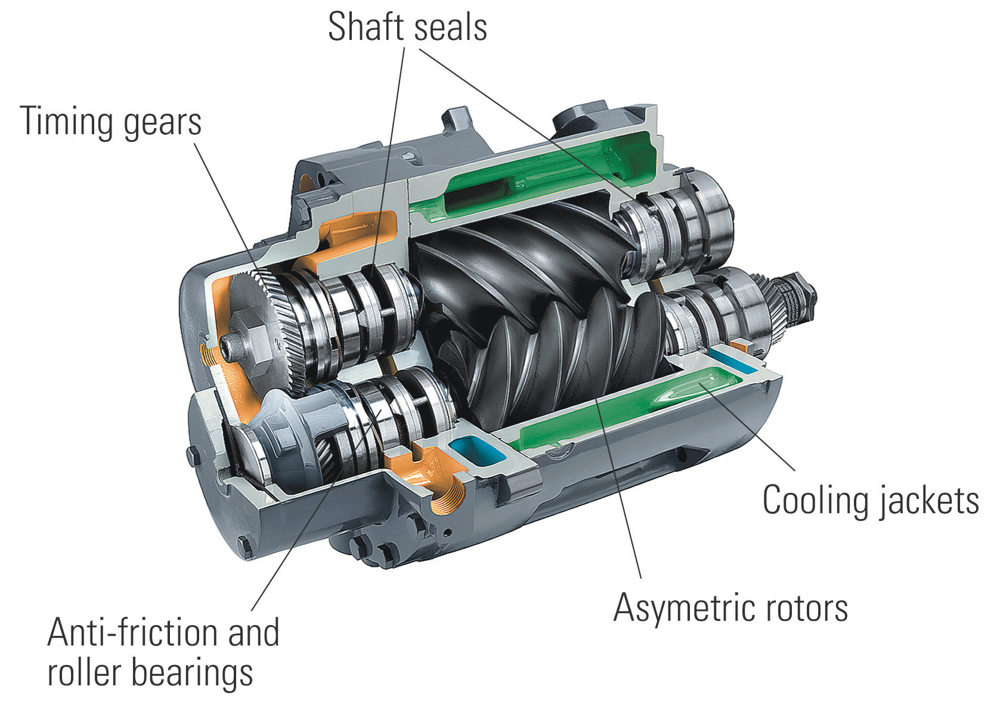 Shaft seals
Timing gears
Cooling jackets
Asymetric rotors
Anti-friction and
roller bearings